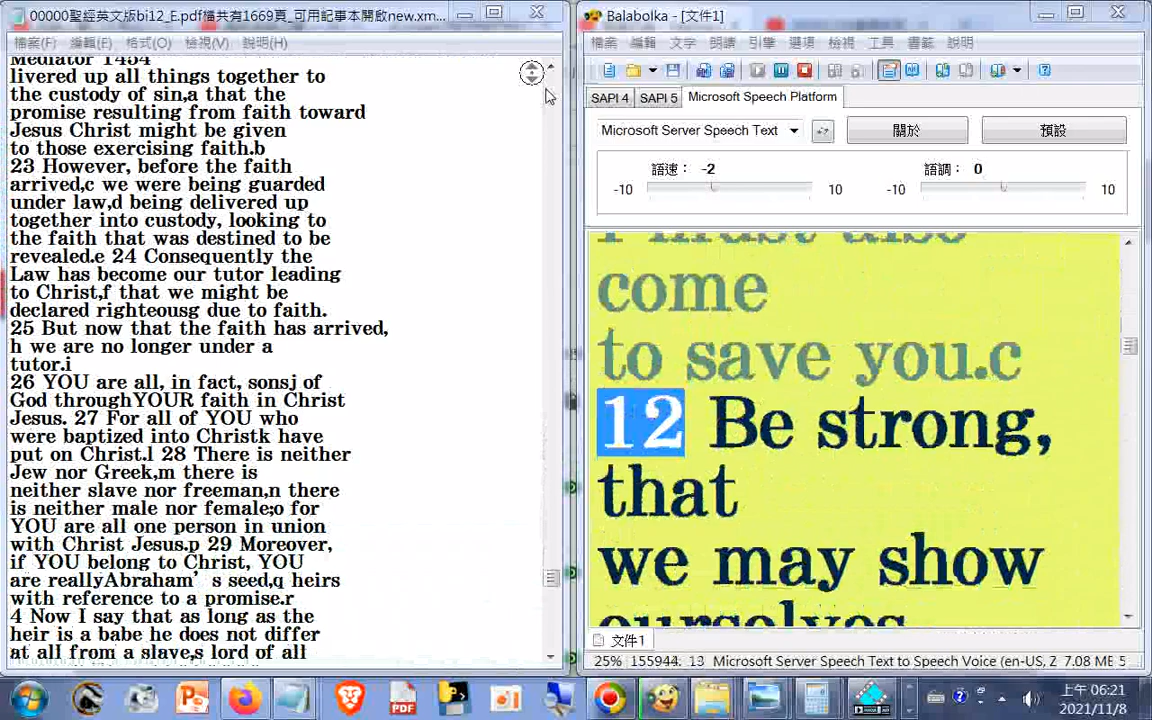 00000聖經英文版bi12_E.pdf檔共有1669頁_可用記事本開啟new.xm...
檔案(F) 編輯(E) 格式(O) 檢視(V) 說明(H)
Mediator 1454
livered up all things together to
the custody of sin,a that the
promise resulting from faith toward
Jesus Christ might be given
to those exercising faith.b
23 However, before the faith
arrived,c we were being guarded
under law,d being delivered up
together into custody, looking to
the faith that was destined to be
revealed.e 24 Consequently the
Law has become our tutor leading
to Christ,f that we might be
declared righteousg due to faith.
25 But now that the faith has arrived,
h we are no longer under a
tutor.i
26 YOU are all, in fact, sonsj of
God throughYOUR faith in Christ
Jesus. 27 For all of YOU who
were baptized into Christk have
put on Christ.l 28 There is neither
Jew nor Greek,m there is
neither slave nor freeman,n there
is neither male nor female;o for
YOU are all one person in union
with Christ Jesus.p 29 Moreover,
if YOU belong to Christ, YOU
are reallyAbraham’s seed,q heirs
with reference to a promise.r
4 Now I say that as long as the
heir is a babe he does not differ
at all from a slave,s lord of all
Balabolka - [文件1]
檔案 編輯 文字 朗讀 引擎 選項 檢視 工具 書籤 說明
SAPI 4 SAPI 5 Microsoft Speech Platform
Microsoft Server Speech Text 關於 預設
語速： -2 語調： 0
-10 10 -10 10
I must also
come
to save you.c
12 Be strong,
that
we may show
ourselves
文件1
25% 155944: 13 Microsoft Server Speech Text to Speech Voice (en-US, Z 7.08 MB 5
PDF
上午 06:21
2021/11/8